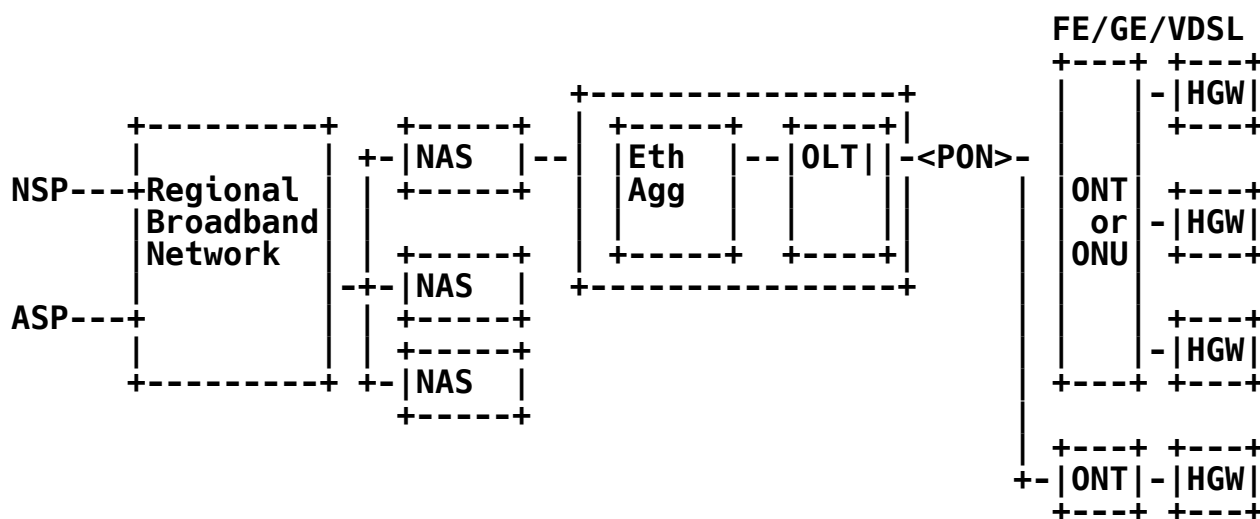 FE/GE/VDSL
+---+ +---+
+----------------+ | |-|HGW|
+---------+ +-----+ | +-----+ +----+| | | +---+
| | +-|NAS |--| |Eth |--|OLT||-<PON>- | |
NSP---+Regional | | +-----+ | |Agg | | || | |ONT| +---+
|Broadband| | | | | | || | | or|-|HGW|
|Network | | +-----+ | +-----+ +----+| | |ONU| +---+
| |-+-|NAS | +----------------+ | | |
ASP---+ | | +-----+ | | | +---+
| | | +-----+ | | |-|HGW|
+---------+ +-|NAS | | +---+ +---+
+-----+ |
| +---+ +---+
+-|ONT|-|HGW|
+---+ +---+